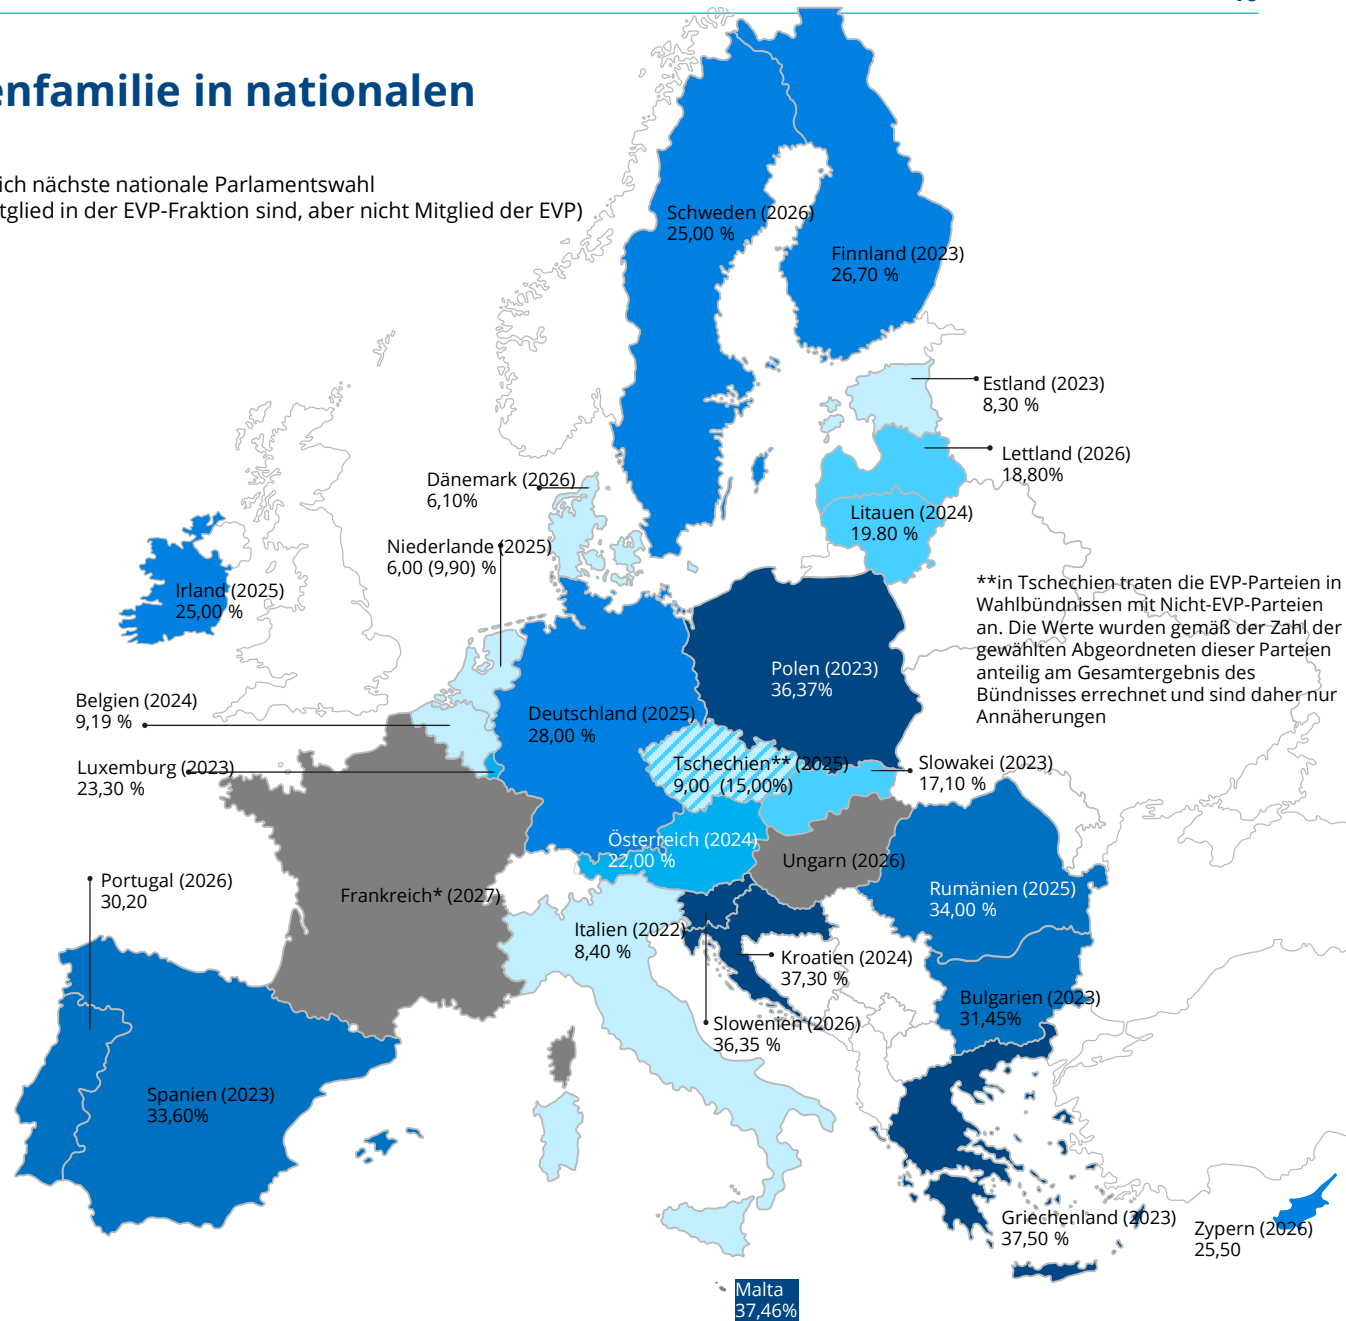 enfamilie in nationalen
ich nächste nationale Parlamentswahl
tglied in der EVP-Fraktion sind, aber nicht Mitglied der EVP)
Schweden (2026)
25,00 %
Finnland (2023)
26,70 %
Estland (2023)
8,30 %
Lettland (2026)
18,80%
Dänemark (2026)
6,10%
Litauen (2024)
19.80 %
Niederlande (2025)
6,00 (9,90) %
Irland (2025)
25,00 %
**in Tschechien traten die EVP-Parteien in
Wahlbündnissen mit Nicht-EVP-Parteien
an. Die Werte wurden gemäß der Zahl der
gewählten Abgeordneten dieser Parteien
anteilig am Gesamtergebnis des
Bündnisses errechnet und sind daher nur
Annäherungen
Polen (2023)
36,37%
Belgien (2024)
9,19 %
Deutschland (2025)
28,00 %
Luxemburg (2023)
23,30 %
Tschechien** (2025)
9,00 (15,00%)
Slowakei (2023)
17,10 %
Österreich (2024)
22,00 %
Ungarn (2026)
Portugal (2026)
30,20
Frankreich* (2027)
Rumänien (2025)
34,00 %
Italien (2022)
8,40 %
Kroatien (2024)
37,30 %
Bulgarien (2023)
31,45%
Slowenien (2026)
36,35 %
Spanien (2023)
33,60%
Griechenland (2023)
37,50 %
Zypern (2026)
25,50
Malta
37,46%